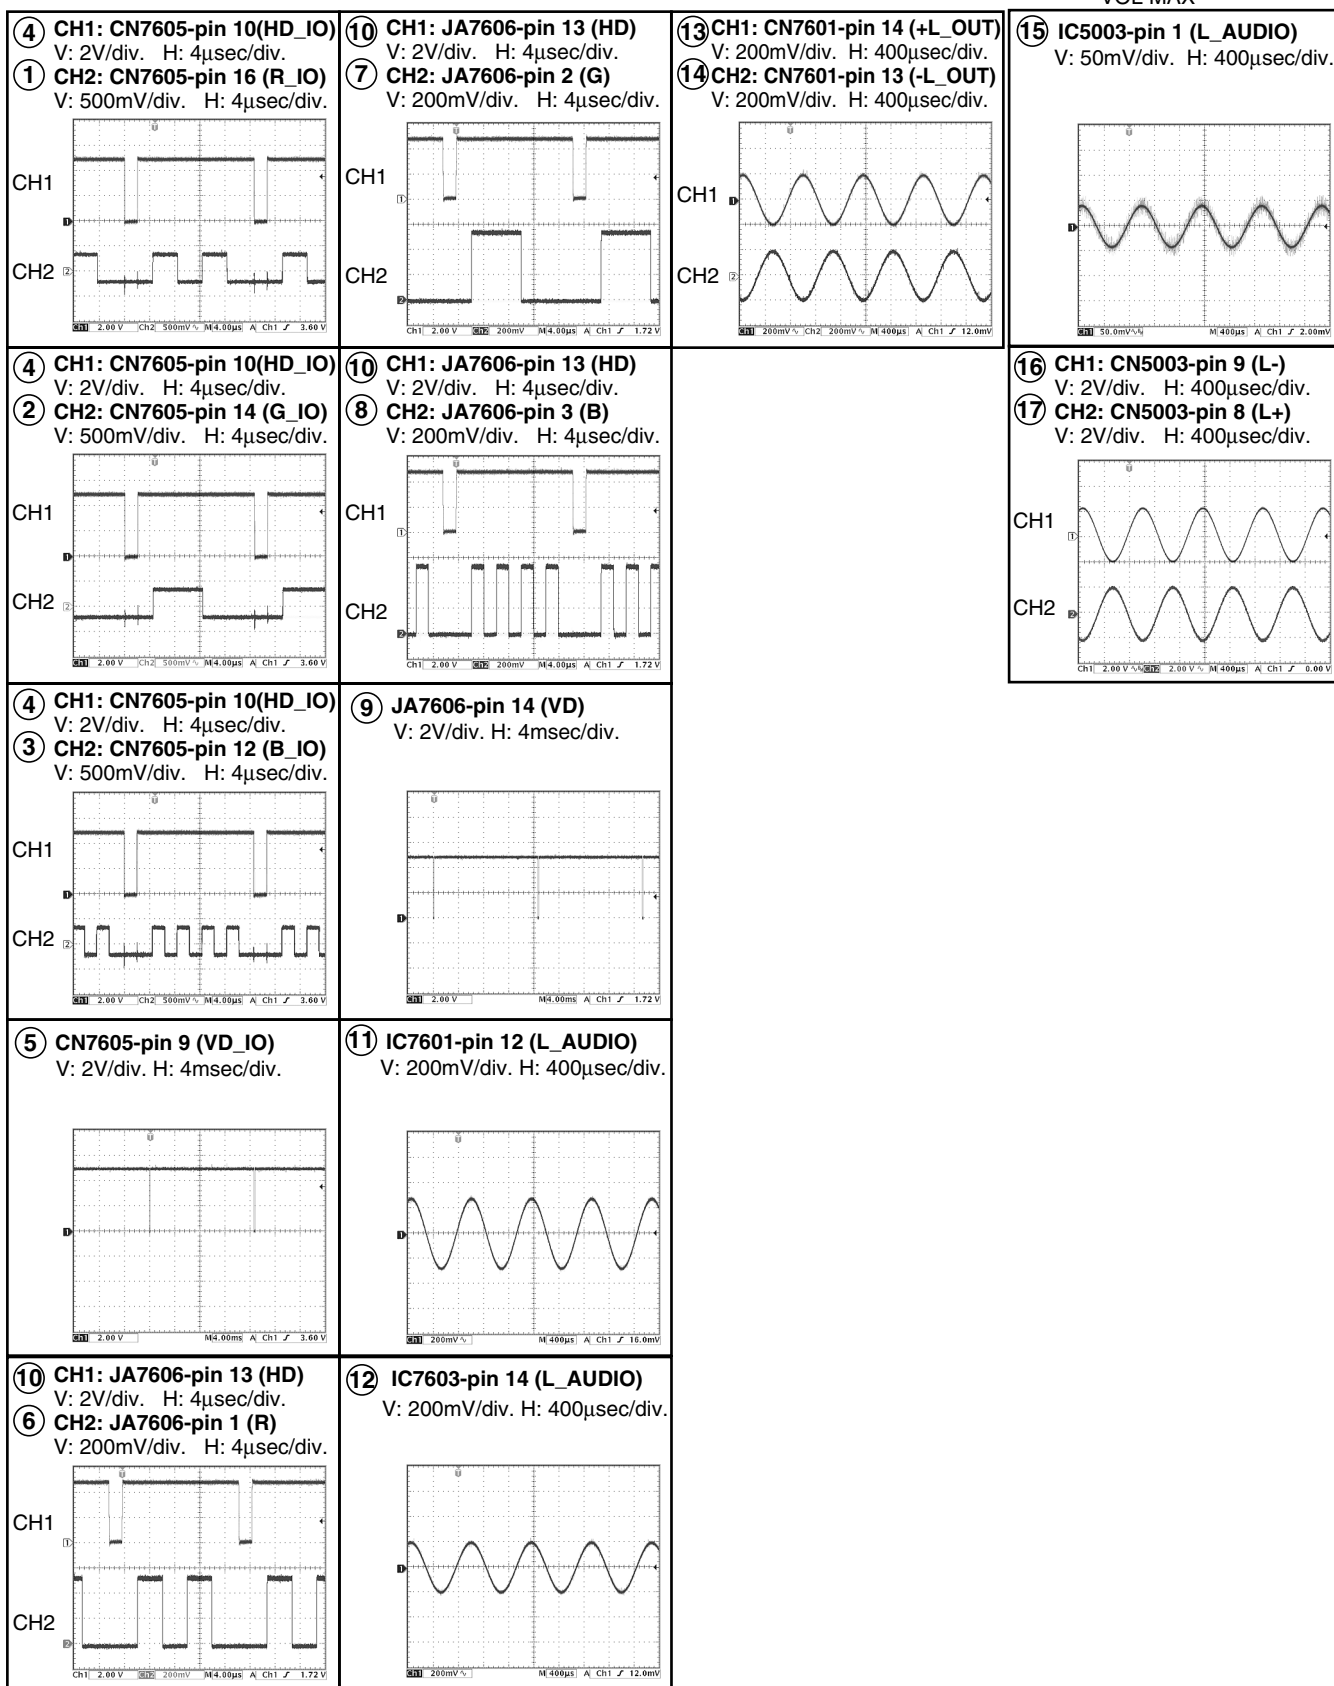 VOL MAX
4 CH1: CN7605-pin 10(HD_IO)
V: 2V/div. H: 4μsec/div.
1 CH2: CN7605-pin 16 (R_IO)
V: 500mV/div. H: 4μsec/div.
CH1
CH2
Ch1 2.00 V Ch2 500mV M 4.00μs A Ch1 3.60 V
4 CH1: CN7605-pin 10(HD_IO)
V: 2V/div. H: 4μsec/div.
2 CH2: CN7605-pin 14 (G_IO)
V: 500mV/div. H: 4μsec/div.
CH1
CH2
Ch1 2.00 V Ch2 500mV M 4.00μs A Ch1 3.60 V
4 CH1: CN7605-pin 10(HD_IO)
V: 2V/div. H: 4μsec/div.
3 CH2: CN7605-pin 12 (B_IO)
V: 500mV/div. H: 4μsec/div.
CH1
CH2
Ch1 2.00 V Ch2 500mV M 4.00μs A Ch1 3.60 V
5 CN7605-pin 9 (VD_IO)
V: 2V/div. H: 4msec/div.
Ch1 2.00 V M 4.00ms A Ch1 3.60 V
10 CH1: JA7606-pin 13 (HD)
V: 2V/div. H: 4μsec/div.
6 CH2: JA7606-pin 1 (R)
V: 200mV/div. H: 4μsec/div.
CH1
CH2
Ch1 2.00 V Ch2 200mV M 4.00μs A Ch1 1.72 V
10 CH1: JA7606-pin 13 (HD)
V: 2V/div. H: 4μsec/div.
7 CH2: JA7606-pin 2 (G)
V: 200mV/div. H: 4μsec/div.
CH1
CH2
Ch1 2.00 V Ch2 200mV M 4.00μs A Ch1 1.72 V
10 CH1: JA7606-pin 13 (HD)
V: 2V/div. H: 4μsec/div.
8 CH2: JA7606-pin 3 (B)
V: 200mV/div. H: 4μsec/div.
CH1
CH2
Ch1 2.00 V Ch2 200mV M 4.00μs A Ch1 1.72 V
9 JA7606-pin 14 (VD)
V: 2V/div. H: 4msec/div.
Ch1 2.00 V M 4.00ms A Ch1 1.72 V
11 IC7601-pin 12 (L_AUDIO)
V: 200mV/div. H: 400μsec/div.
Ch1 200mV M 400μs A Ch1 16.0mV
12 IC7603-pin 14 (L_AUDIO)
V: 200mV/div. H: 400μsec/div.
Ch1 200mV M 400μs A Ch1 12.0mV
13 CH1: CN7601-pin 14 (+L_OUT)
V: 200mV/div. H: 400μsec/div.
14 CH2: CN7601-pin 13 (-L_OUT)
V: 200mV/div. H: 400μsec/div.
CH1
CH2
Ch1 200mV Ch2 200mV M 400μs A Ch1 12.0mV
15 IC5003-pin 1 (L_AUDIO)
V: 50mV/div. H: 400μsec/div.
Ch1 50.0mV M 400μs A Ch1 2.00mV
16 CH1: CN5003-pin 9 (L-)
V: 2V/div. H: 400μsec/div.
17 CH2: CN5003-pin 8 (L+)
V: 2V/div. H: 400μsec/div.
CH1
CH2
Ch1 2.00 V Ch2 2.00 V M 400μs A Ch1 0.00 V